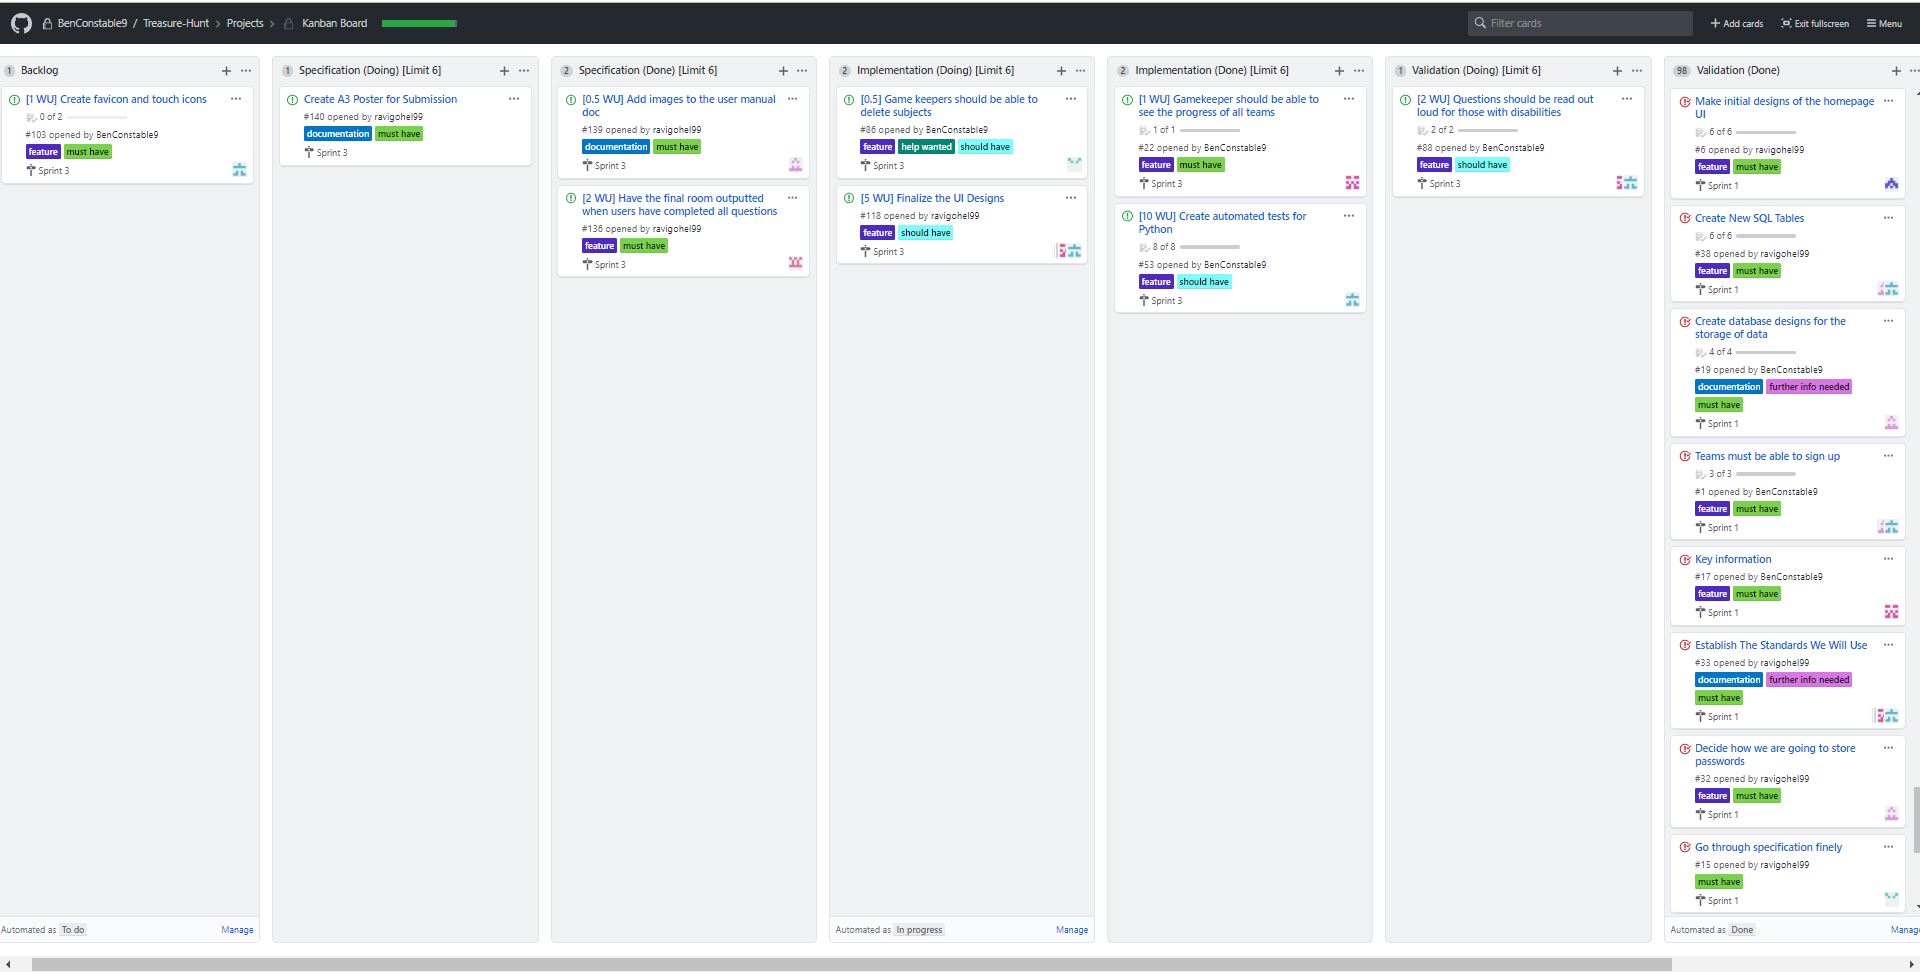 BenConstable9 / Treasure-Hunt > Projects > Kanban Board
Filter cards
+ Add cards
Exit fullscreen
Menu
1 Backlog
[1 WU] Create favicon and touch icons
0 of 2
#103 opened by BenConstable9
feature must have
Sprint 3
Automated as To do
Manage
1 Specification (Doing) [Limit 6]
Create A3 Poster for Submission
#140 opened by ravigohel99
documentation must have
Sprint 3
2 Specification (Done) [Limit 6]
[0.5 WU] Add images to the user manual
doc
#139 opened by ravigohel99
documentation must have
Sprint 3
[2 WU] Have the final room outputted
when users have completed all questions
#136 opened by ravigohel99
feature must have
Sprint 3
2 Implementation (Doing) [Limit 6]
[0.5] Game keepers should be able to
delete subjects
#86 opened by BenConstable9
feature help wanted should have
Sprint 3
[5 WU] Finalize the UI Designs
#118 opened by ravigohel99
feature should have
Sprint 3
Automated as In progress
Manage
2 Implementation (Done) [Limit 6]
[1 WU] Gamekeeper should be able to
see the progress of all teams
1 of 1
#22 opened by BenConstable9
feature must have
Sprint 3
[10 WU] Create automated tests for
Python
8 of 8
#53 opened by BenConstable9
feature should have
Sprint 3
1 Validation (Doing) [Limit 6]
[2 WU] Questions should be read out
loud for those with disabilities
2 of 2
#88 opened by BenConstable9
feature should have
Sprint 3
98 Validation (Done)
Make initial designs of the homepage
UI
6 of 6
#6 opened by ravigohel99
feature must have
Sprint 1
Create New SQL Tables
6 of 6
#38 opened by ravigohel99
feature must have
Sprint 1
Create database designs for the
storage of data
4 of 4
#19 opened by BenConstable9
documentation further info needed
must have
Sprint 1
Teams must be able to sign up
3 of 3
#1 opened by BenConstable9
feature must have
Sprint 1
Key information
#17 opened by BenConstable9
feature must have
Sprint 1
Establish The Standards We Will Use
#33 opened by ravigohel99
documentation further info needed
must have
Sprint 1
Decide how we are going to store
passwords
#32 opened by ravigohel99
feature must have
Sprint 1
Go through specification finely
#15 opened by ravigohel99
must have
Sprint 1
Automated as Done
Manag